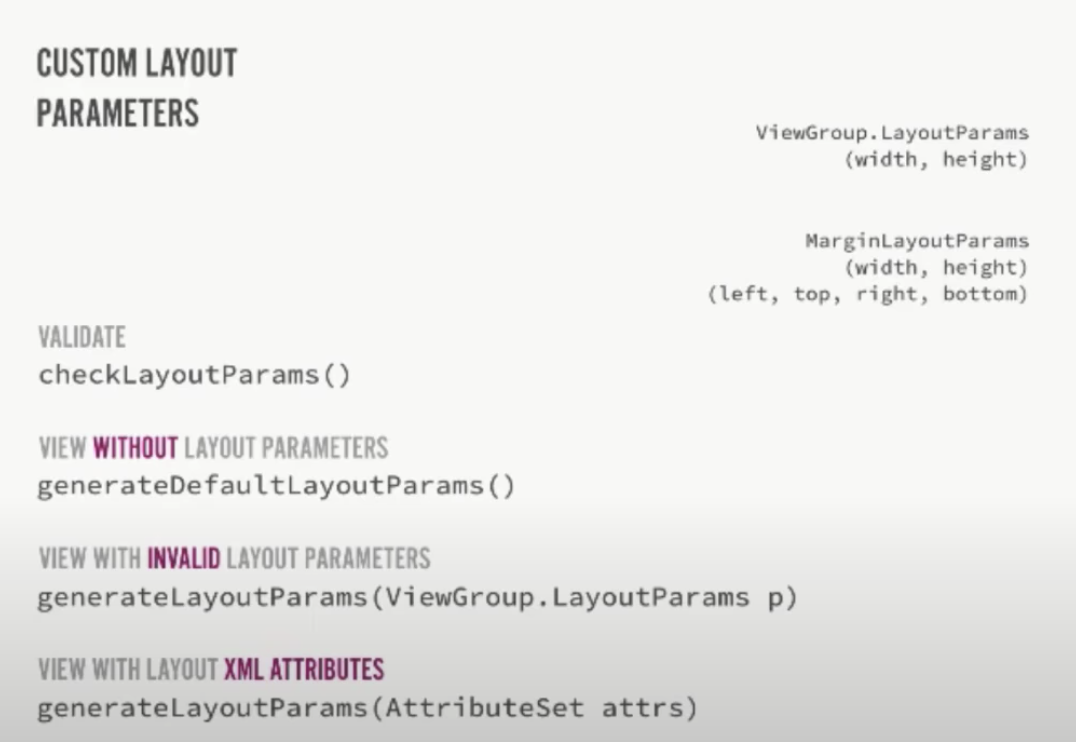 CUSTOM LAYOUT
PARAMETERS
ViewGroup.LayoutParams
(width, height)
MarginLayoutParams
(width, height)
(left, top, right, bottom)
VALIDATE
checkLayoutParams()
VIEW WITHOUT LAYOUT PARAMETERS
generateDefaultLayoutParams()
VIEW WITH INVALID LAYOUT PARAMETERS
generateLayoutParams(ViewGroup.LayoutParams p)
VIEW WITH LAYOUT XML ATTRIBUTES
generateLayoutParams(AttributeSet attrs)